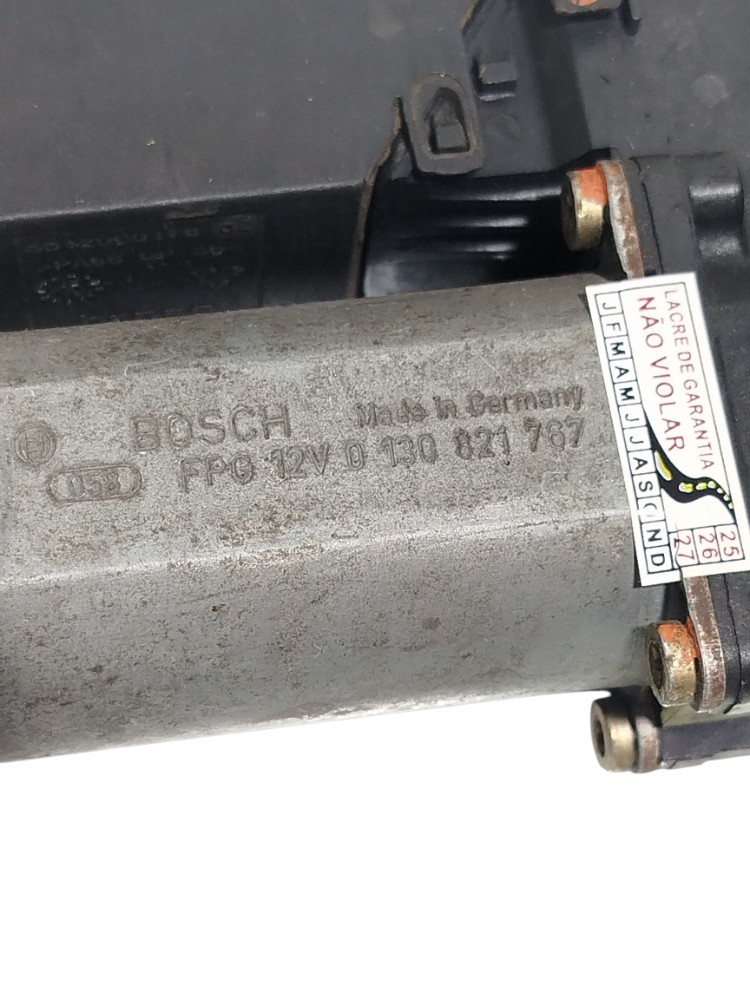 BOSCH
Made in Germany
058
FPG 12V 0 130 821 767
LACRE DE GARANTIA
NÃO VIOLAR
J F M A M J J A S O N D
25
26
27